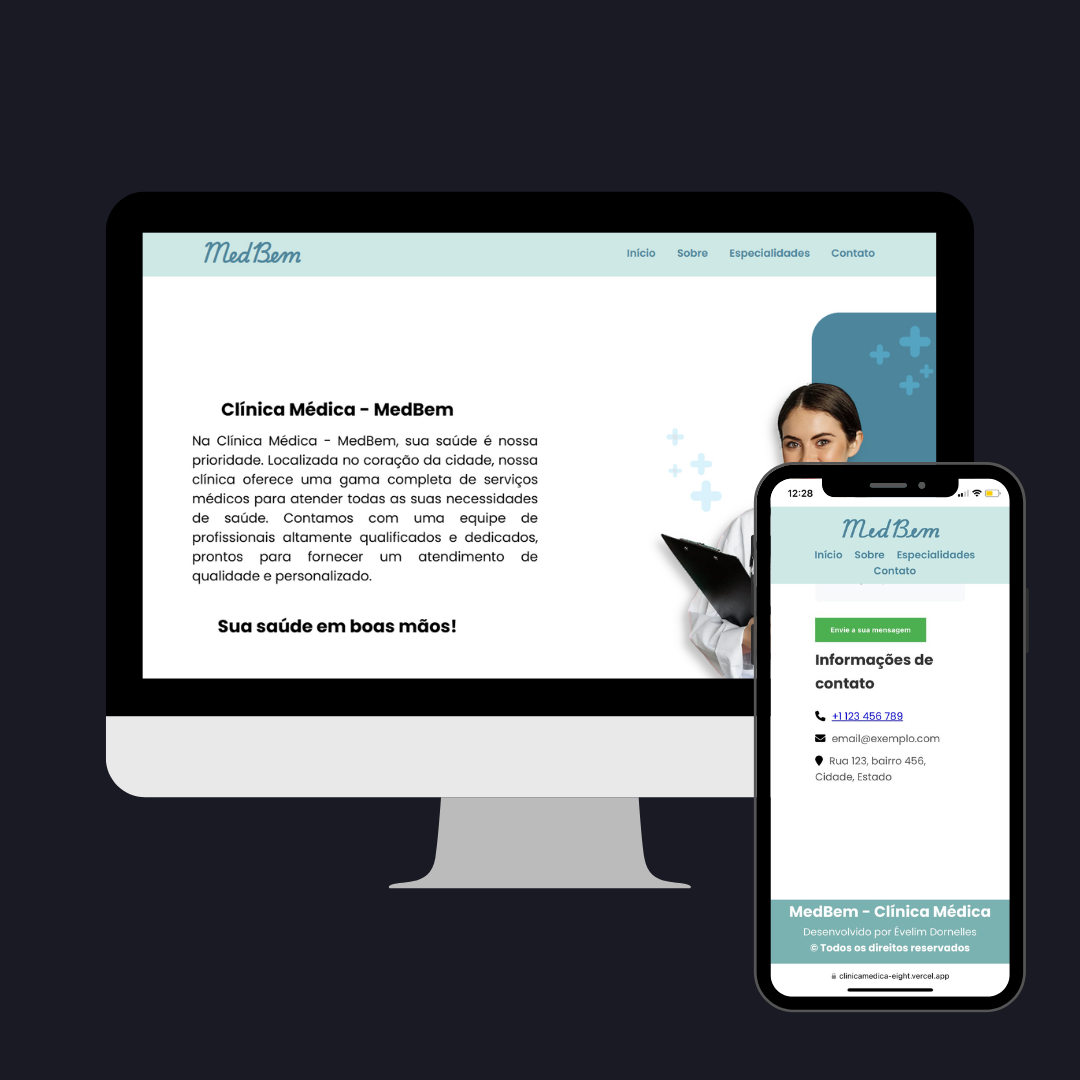 MedBem
Início Sobre Especialidades Contato
Clínica Médica - MedBem
Na Clínica Médica - MedBem, sua saúde é nossa
prioridade. Localizada no coração da cidade, nossa
clínica oferece uma gama completa de serviços
médicos para atender todas as suas necessidades
de saúde. Contamos com uma equipe de
profissionais altamente qualificados e dedicados,
prontos para fornecer um atendimento de
qualidade e personalizado.
Sua saúde em boas mãos!
12:28
MedBem
Início Sobre Especialidades
Contato
Envie a sua mensagem
Informações de
contato
+1 123 456 789
email@exemplo.com
Rua 123, bairro 456,
Cidade, Estado
MedBem - Clínica Médica
Desenvolvido por Évelim Dornelles
© Todos os direitos reservados
clinicamedica-eight.vercel.app